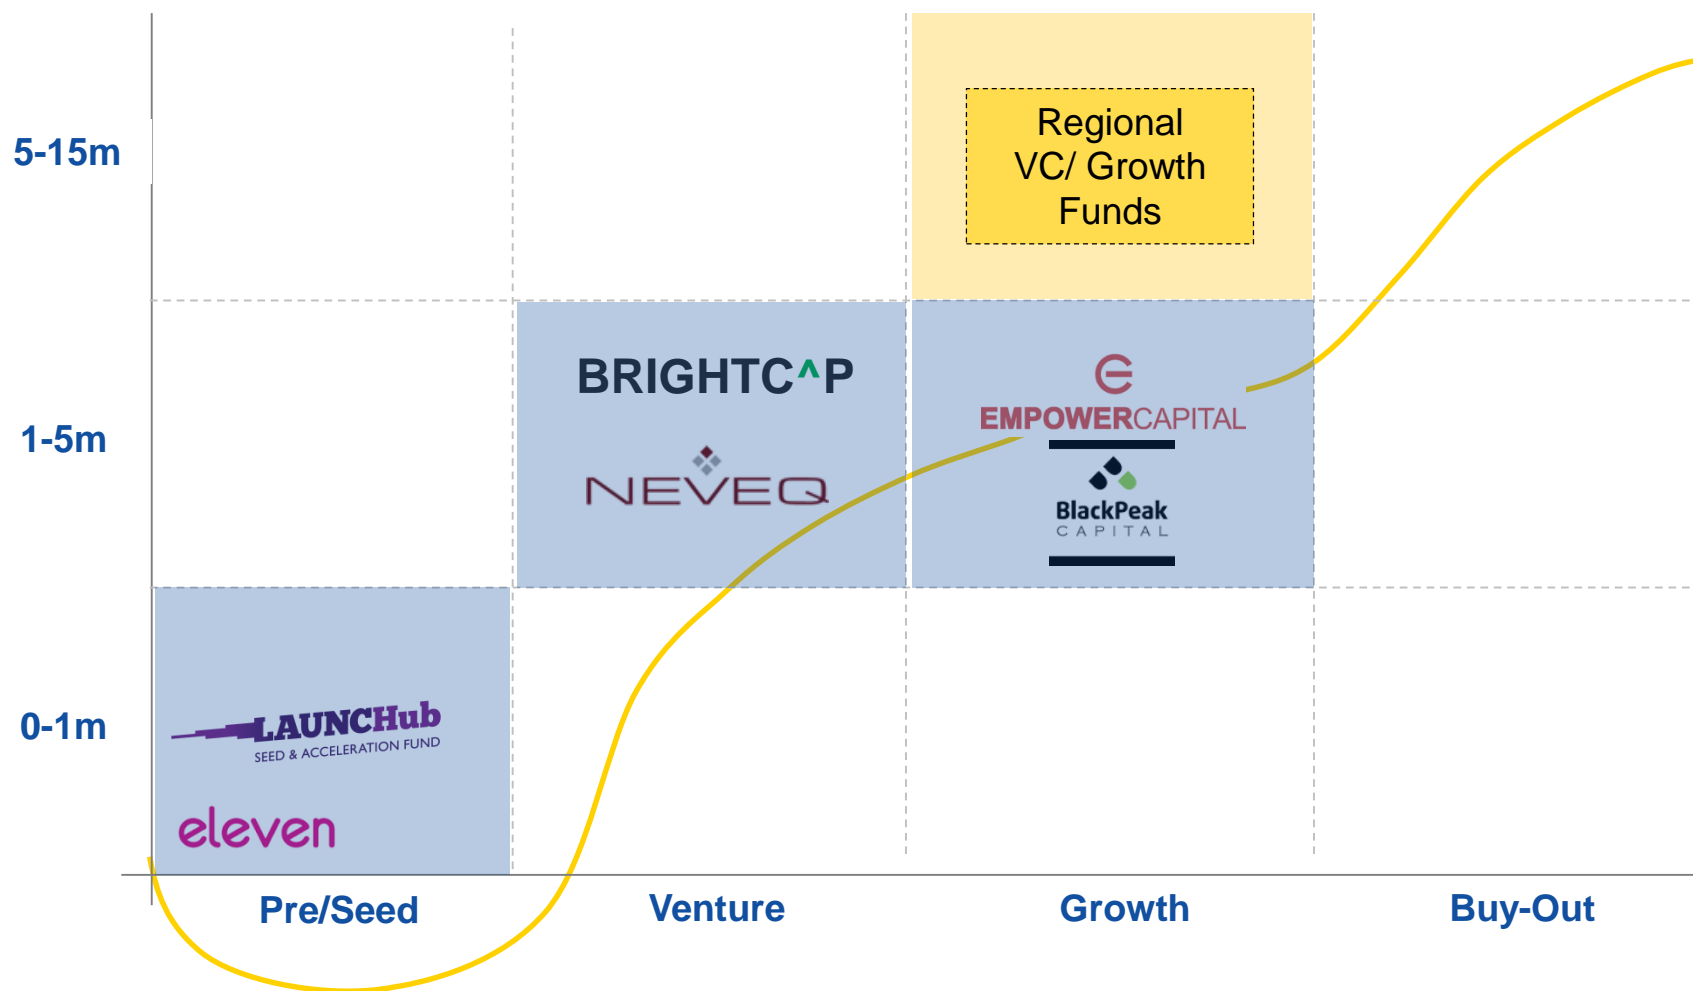 5-15m
Regional
VC/ Growth
Funds
1-5m
BRIGHTC^P
NEVEQ
EMPOWERCAPITAL
BlackPeak
CAPITAL
0-1m
LAUNCHub
SEED & ACCELERATION FUND
eleven
Pre/Seed
Venture
Growth
Buy-Out